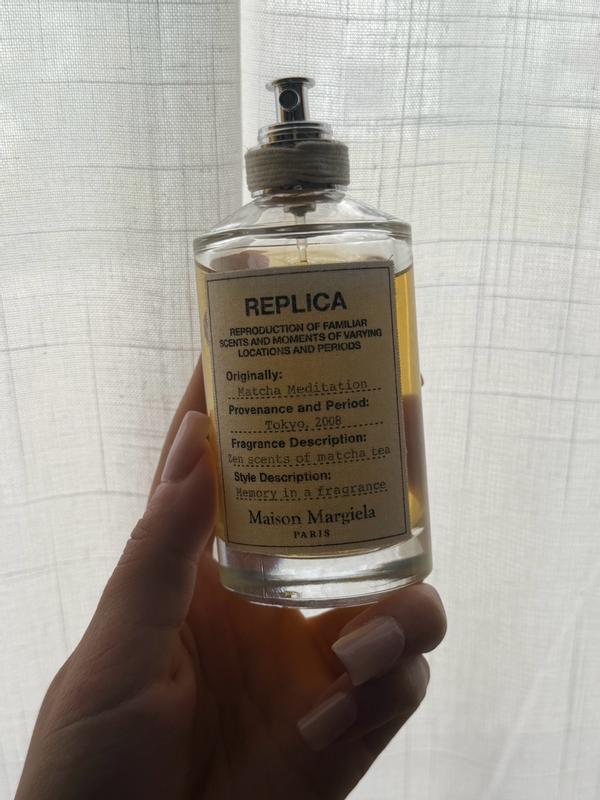 REPLICA
REPRODUCTION OF FAMILIAR
SCENTS AND MOMENTS OF VARYING
LOCATIONS AND PERIODS
Originally:
Matcha Meditation
Provenance and Period:
Tokyo, 2008
Fragrance Description:
Zen scents of matcha tea
Style Description:
Memory in a fragrance
Maison Margiela
PARIS